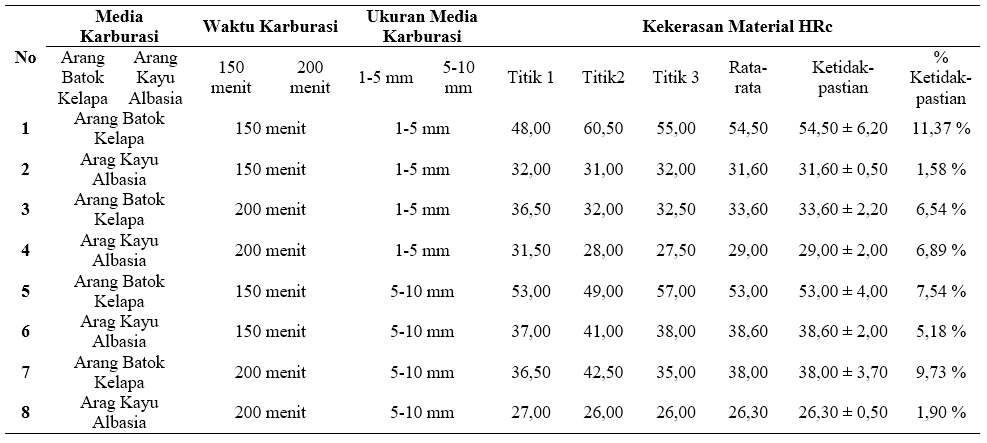 No Media Karburasi Waktu Karburasi Ukuran Media Karburasi Kekerasan Material HRc
Arang Batok Kelapa Arang Kayu Albasia 150 menit 200 menit 1-5 mm 5-10 mm Titik 1 Titik2 Titik 3 Rata-rata Ketidak-pastian % Ketidak-pastian
1 Arang Batok Kelapa 150 menit 1-5 mm 48,00 60,50 55,00 54,50 54,50 ± 6,20 11,37 %
2 Arag Kayu Albasia 150 menit 1-5 mm 32,00 31,00 32,00 31,60 31,60 ± 0,50 1,58 %
3 Arang Batok Kelapa 200 menit 1-5 mm 36,50 32,00 32,50 33,60 33,60 ± 2,20 6,54 %
4 Arag Kayu Albasia 200 menit 1-5 mm 31,50 28,00 27,50 29,00 29,00 ± 2,00 6,89 %
5 Arang Batok Kelapa 150 menit 5-10 mm 53,00 49,00 57,00 53,00 53,00 ± 4,00 7,54 %
6 Arag Kayu Albasia 150 menit 5-10 mm 37,00 41,00 38,00 38,60 38,60 ± 2,00 5,18 %
7 Arang Batok Kelapa 200 menit 5-10 mm 36,50 42,50 35,00 38,00 38,00 ± 3,70 9,73 %
8 Arag Kayu Albasia 200 menit 5-10 mm 27,00 26,00 26,00 26,30 26,30 ± 0,50 1,90 %